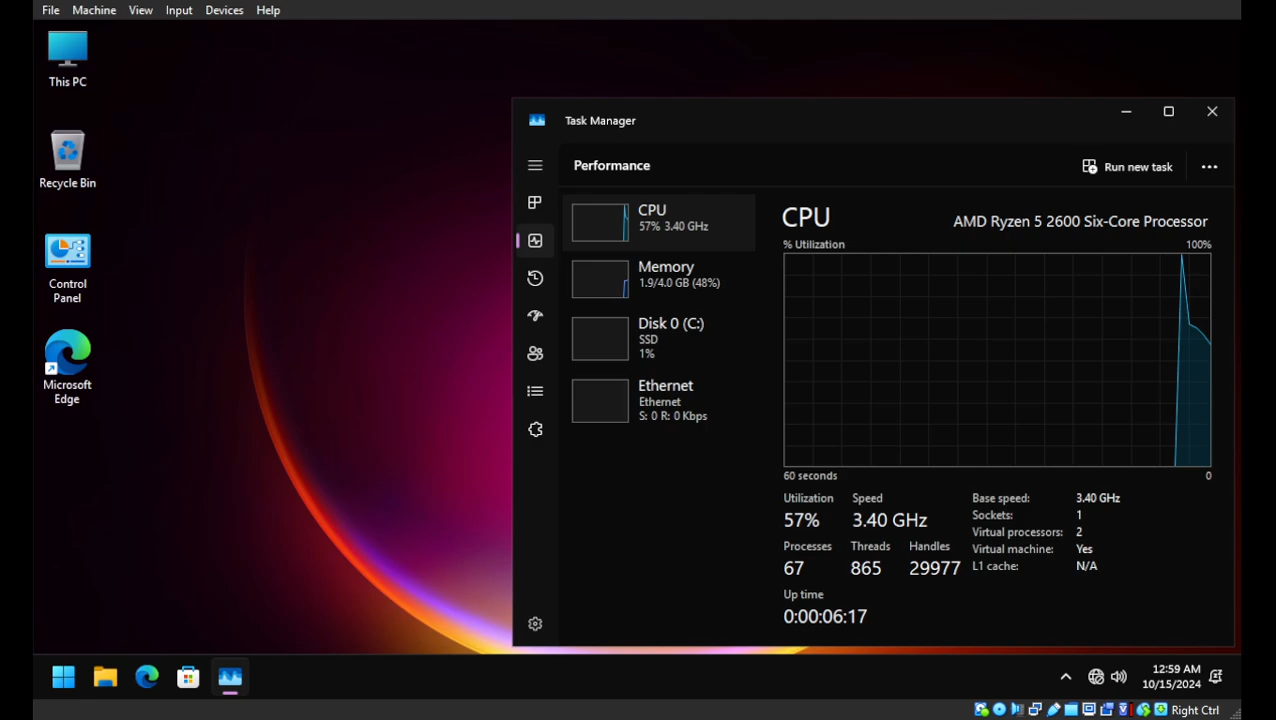 File Machine View Input Devices Help
This PC
Recycle Bin
Control
Panel
Microsoft
Edge
Task Manager
Performance
Run new task
CPU
57% 3.40 GHz
Memory
1.9/4.0 GB (48%)
Disk 0 (C:)
SSD
1%
Ethernet
Ethernet
S: 0 R: 0 Kbps
CPU
AMD Ryzen 5 2600 Six-Core Processor
% Utilization 100%
60 seconds 0
Utilization Speed
57% 3.40 GHz
Processes Threads Handles
67 865 29977
Up time
0:00:06:17
Base speed: 3.40 GHz
Sockets: 1
Virtual processors: 2
Virtual machine: Yes
L1 cache: N/A
12:59 AM
10/15/2024
Right Ctrl